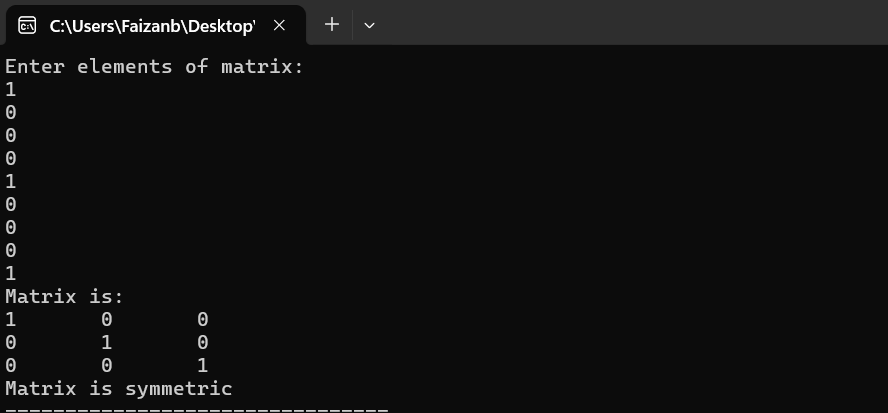 C:\Users\Faizanb\Desktop\
Enter elements of matrix:
1
0
0
0
1
0
0
0
1
Matrix is:
1 0 0
0 1 0
0 0 1
Matrix is symmetric
--------------------------------